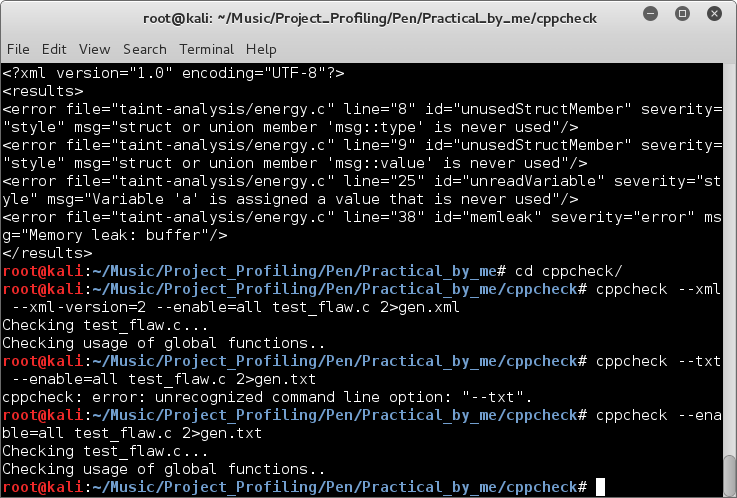 root@kali: ~/Music/Project_Profiling/Pen/Practical_by_me/cppcheck
File Edit View Search Terminal Help
<?xml version="1.0" encoding="UTF-8"?>
<results>
<error file="taint-analysis/energy.c" line="8" id="unusedStructMember" severity=
"style" msg="struct or union member 'msg::type' is never used"/>
<error file="taint-analysis/energy.c" line="9" id="unusedStructMember" severity=
"style" msg="struct or union member 'msg::value' is never used"/>
<error file="taint-analysis/energy.c" line="25" id="unreadVariable" severity="st
yle" msg="Variable 'a' is assigned a value that is never used"/>
<error file="taint-analysis/energy.c" line="38" id="memleak" severity="error" ms
g="Memory leak: buffer"/>
</results>
root@kali:~/Music/Project_Profiling/Pen/Practical_by_me# cd cppcheck/
root@kali:~/Music/Project_Profiling/Pen/Practical_by_me/cppcheck# cppcheck --xml
 --xml-version=2 --enable=all test_flaw.c 2>gen.xml
Checking test_flaw.c...
Checking usage of global functions..
root@kali:~/Music/Project_Profiling/Pen/Practical_by_me/cppcheck# cppcheck --txt
 --enable=all test_flaw.c 2>gen.txt
cppcheck: error: unrecognized command line option: "--txt".
root@kali:~/Music/Project_Profiling/Pen/Practical_by_me/cppcheck# cppcheck --ena
ble=all test_flaw.c 2>gen.txt
Checking test_flaw.c...
Checking usage of global functions..
root@kali:~/Music/Project_Profiling/Pen/Practical_by_me/cppcheck#